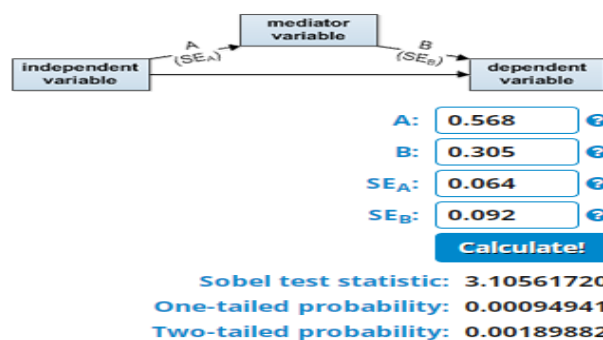 mediator
variable
A
(SEA)
B
(SEB)
independent
variable
dependent
variable
A: 0.568 ?
B: 0.305 ?
SEA: 0.064 ?
SEB: 0.092 ?
Calculate!
Sobel test statistic: 3.10561720
One-tailed probability: 0.00094941
Two-tailed probability: 0.00189882